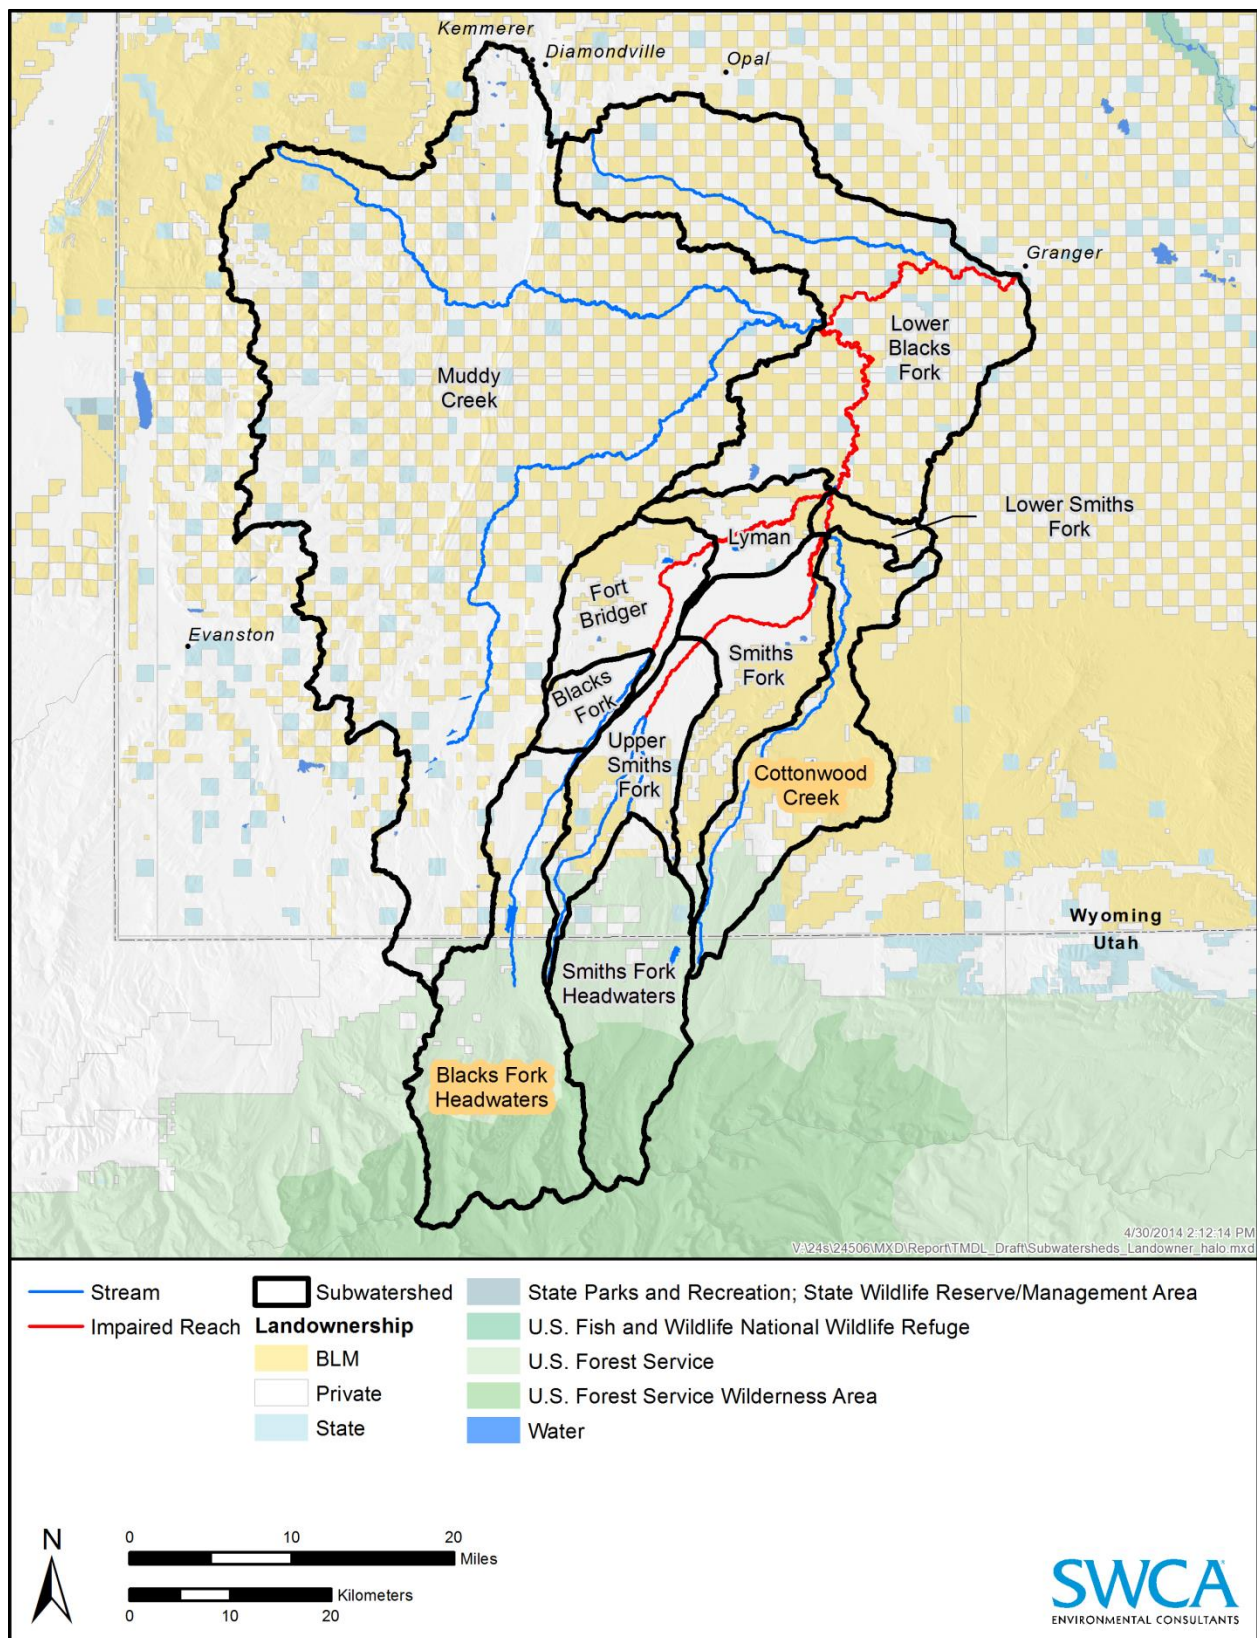 Kemmerer
Diamondville
Opal
Granger
Lower
Blacks
Fork
Muddy
Creek
Lower Smiths
Fork
Lyman
Fort
Bridger
Evanston
Smiths
Fork
Blacks
Fork
Upper
Smiths
Fork
Cottonwood
Creek
Wyoming
Utah
Smiths Fork
Headwaters
Blacks Fork
Headwaters
4/30/2014 2:12:14 PM
V:\24s\24506\MXD\Report\TMDL_Draft\Subwatersheds_Landowner_halo.mxd
Stream
Impaired Reach
Subwatershed
Landownership
BLM
Private
State
State Parks and Recreation; State Wildlife Reserve/Management Area
U.S. Fish and Wildlife National Wildlife Refuge
U.S. Forest Service
U.S. Forest Service Wilderness Area
Water
N
0 10 20
Miles
Kilometers
0 10 20
SWCA
ENVIRONMENTAL CONSULTANTS